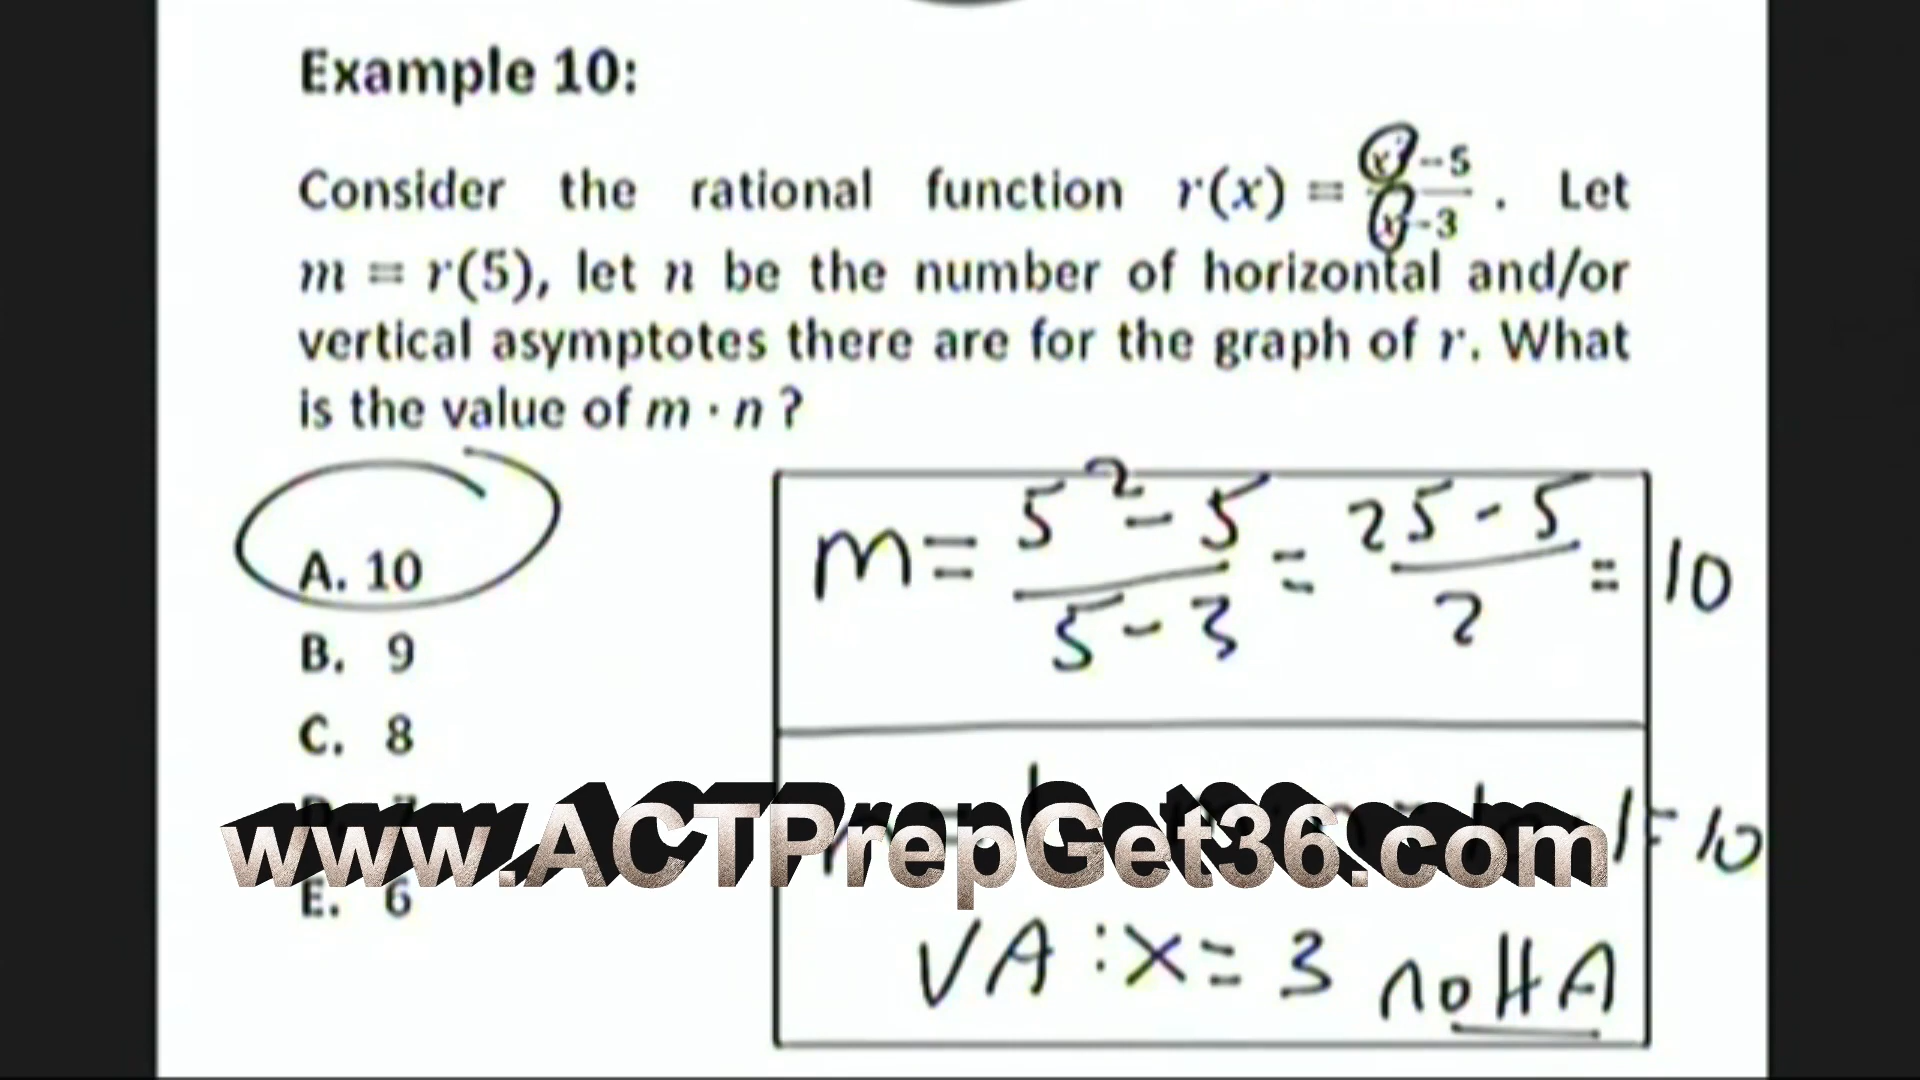 Example 10:
Consider the rational function r(x) = x²-5 / x-3 . Let
m = r(5), let n be the number of horizontal and/or
vertical asymptotes there are for the graph of r. What
is the value of m · n ?
A. 10
B. 9
C. 8
E. 6
m = 5² - 5 / 5 - 3 = 25 - 5 / 2 = 10
1 = 10
VA : x = 3 no HA
www.ACTPrepGet36.com